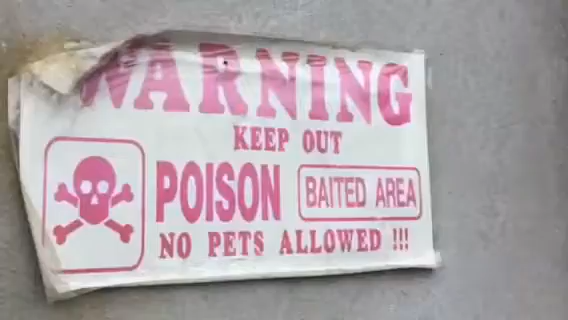 WARNING
KEEP OUT
POISON BAITED AREA
NO PETS ALLOWED !!!